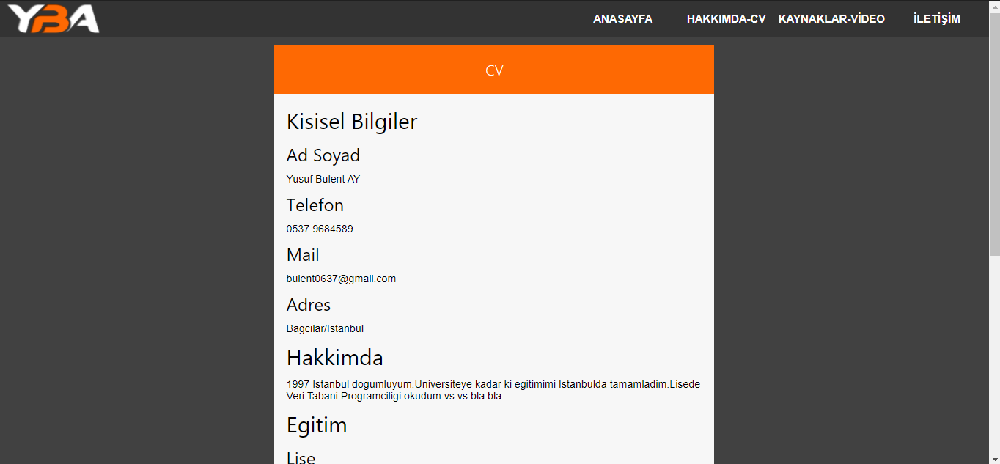 YBA ANASAYFA HAKKIMDA-CV KAYNAKLAR-VİDEO İLETİŞİM
CV
Kisisel Bilgiler
Ad Soyad
Yusuf Bulent AY
Telefon
0537 9684589
Mail
bulent0637@gmail.com
Adres
Bagcilar/Istanbul
Hakkimda
1997 Istanbul dogumluyum.Universiteye kadar ki egitimimi Istanbulda tamamladim.Lisede
Veri Tabani Programciligi okudum.vs vs bla bla
Egitim
Lise